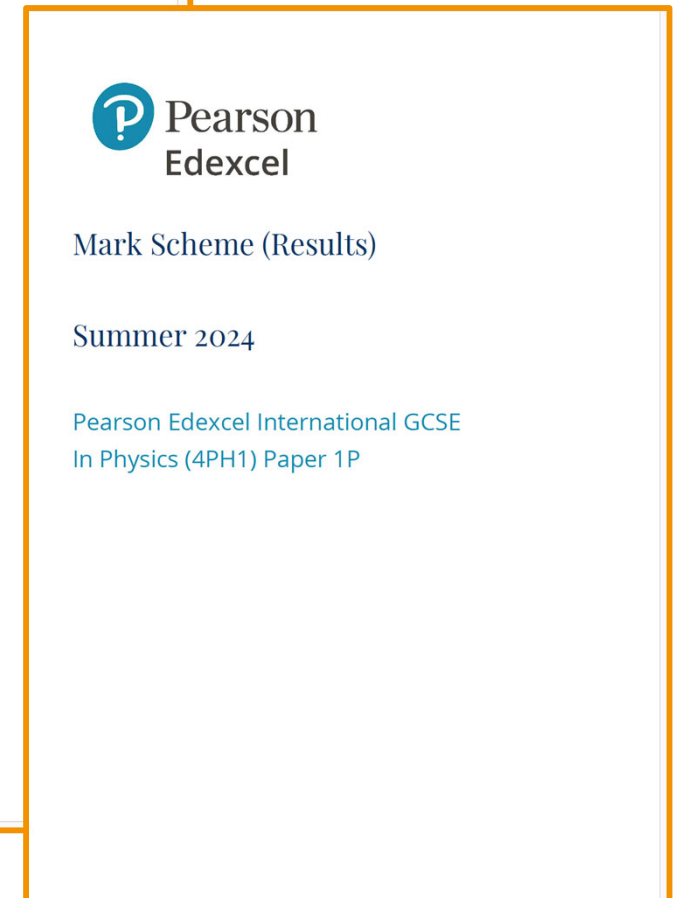 Pearson
Edexcel
Mark Scheme (Results)
Summer 2024
Pearson Edexcel International GCSE
In Physics (4PH1) Paper 1P